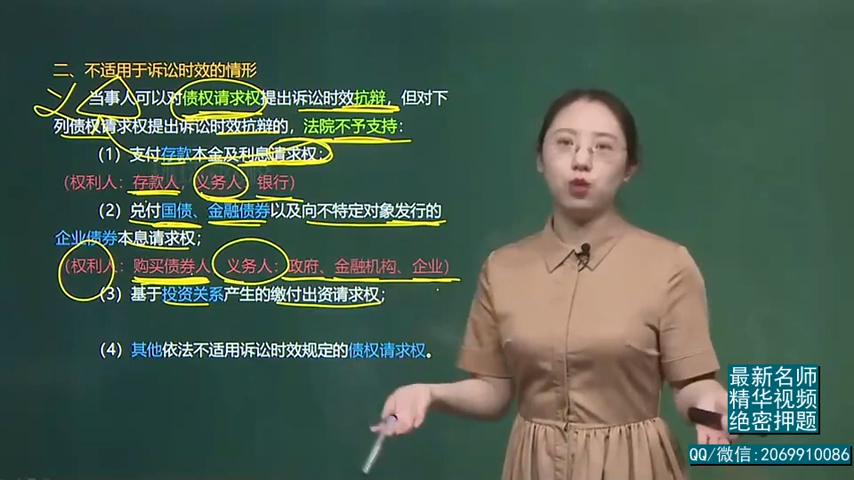 二、不适用于诉讼时效的情形
义 当事人可以对债权请求权提出诉讼时效抗辩，但对下
列债权请求权提出诉讼时效抗辩的，法院不予支持：
（1）支付存款本金及利息请求权；
（权利人：存款人，义务人：银行）
（2）兑付国债、金融债券以及向不特定对象发行的
企业债券本息请求权；
（权利人：购买债券人 义务人：政府、金融机构、企业）
（3）基于投资关系产生的缴付出资请求权；
（4）其他依法不适用诉讼时效规定的债权请求权。
最新名师
精华视频
绝密押题
QQ/微信:2069910086